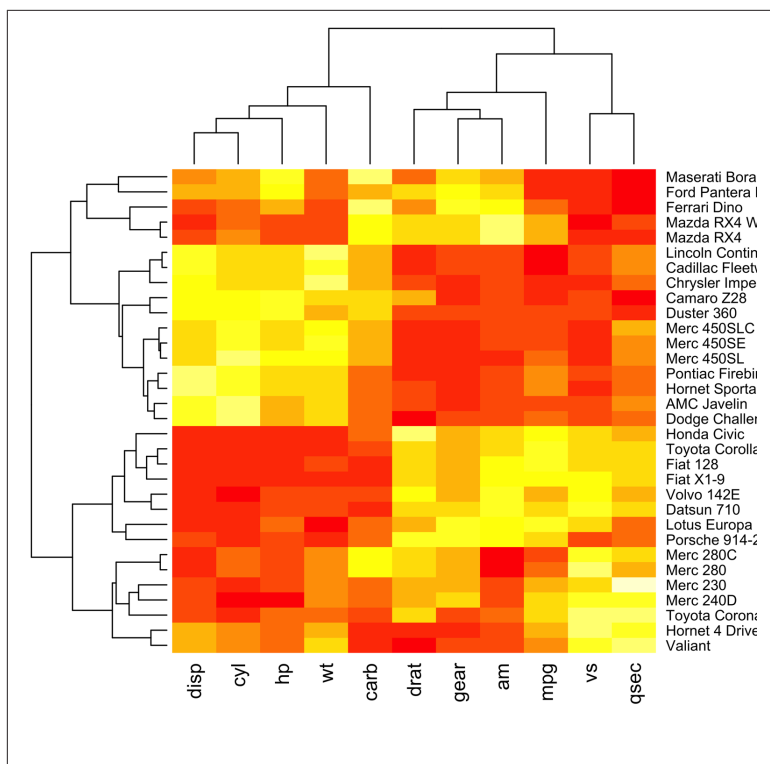 Maserati Bora
Ford Pantera
Ferrari Dino
Mazda RX4 W
Mazda RX4
Lincoln Contin
Cadillac Fleetw
Chrysler Impe
Camaro Z28
Duster 360
Merc 450SLC
Merc 450SE
Merc 450SL
Pontiac Firebir
Hornet Sporta
AMC Javelin
Dodge Challer
Honda Civic
Toyota Corolla
Fiat 128
Fiat X1-9
Volvo 142E
Datsun 710
Lotus Europa
Porsche 914-2
Merc 280C
Merc 280
Merc 230
Merc 240D
Toyota Corona
Hornet 4 Drive
Valiant
disp cyl hp wt carb drat gear am mpg vs qsec